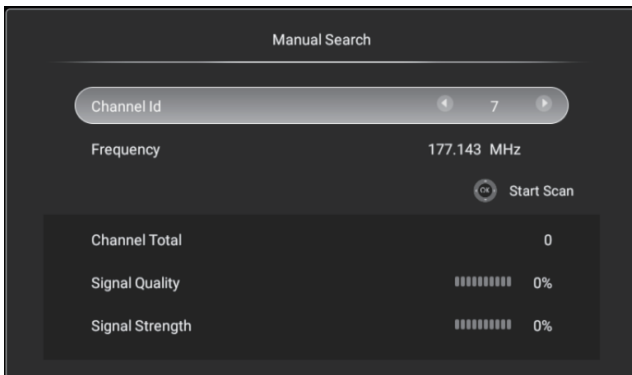 Manual Search
Channel Id 7
Frequency 177.143 MHz
OK Start Scan
Channel Total 0
Signal Quality 0%
Signal Strength 0%